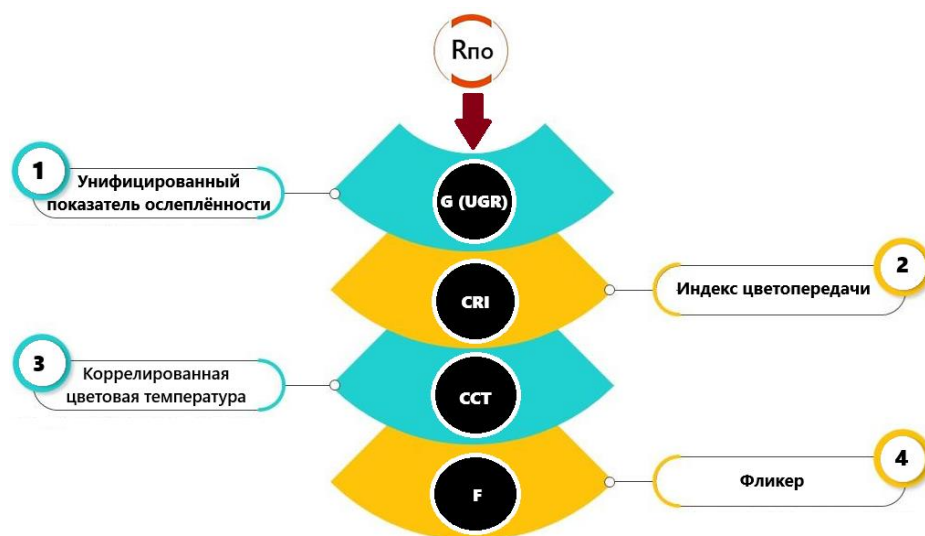 Rпо
1
Унифицированный
показатель ослеплённости
G (UGR)
2
Индекс цветопередачи
CRI
3
Коррелированная
цветовая температура
CCT
4
Фликер
F